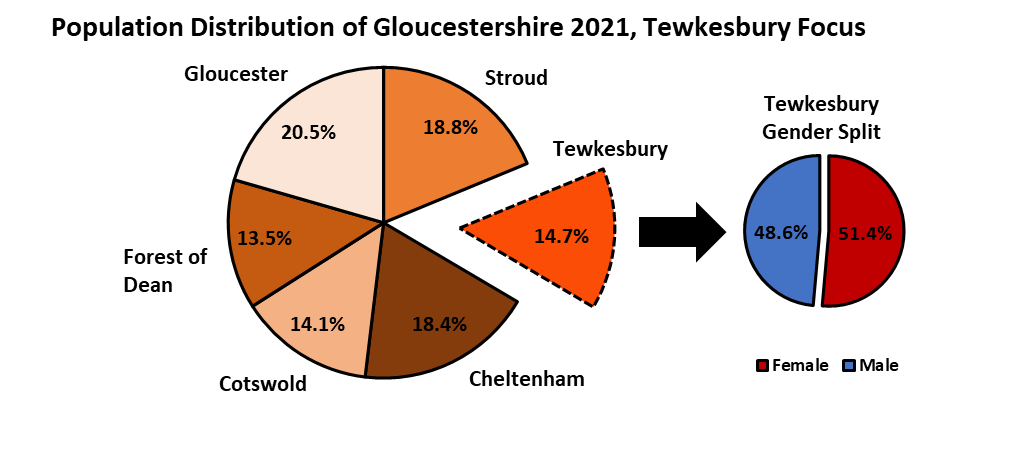 Population Distribution of Gloucestershire 2021, Tewkesbury Focus
Gloucester
Stroud
20.5%
18.8%
Tewkesbury
14.7%
Forest of
Dean
13.5%
14.1%
18.4%
Cotswold
Cheltenham
Tewkesbury
Gender Split
48.6%
51.4%
Female
Male